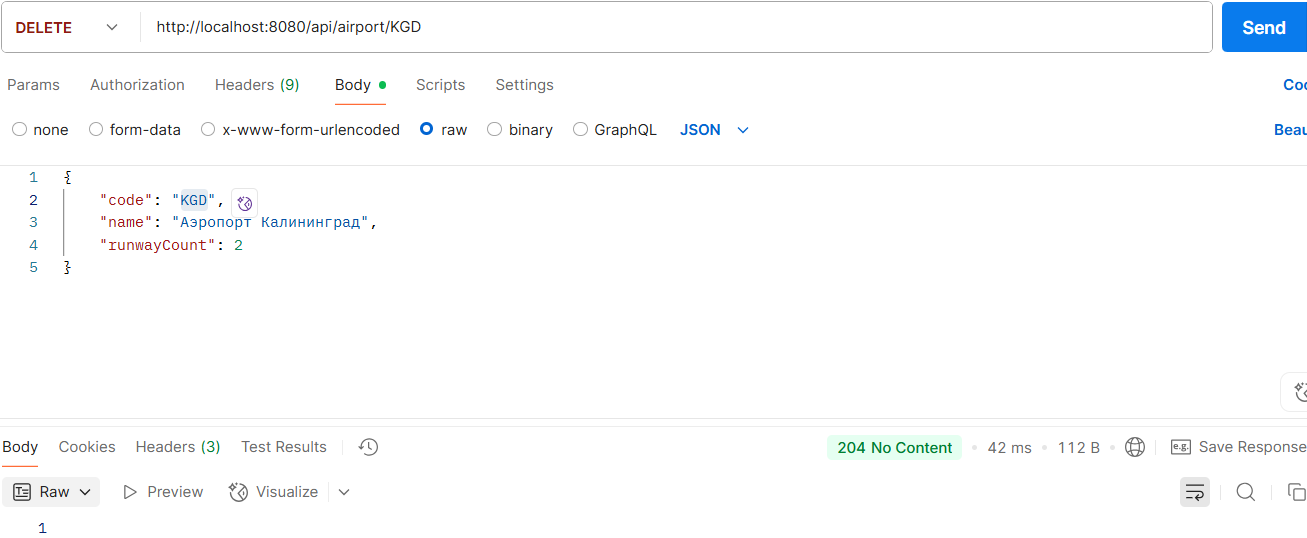 DELETE http://localhost:8080/api/airport/KGD Send
Params Authorization Headers (9) Body Scripts Settings Coo
none form-data x-www-form-urlencoded raw binary GraphQL JSON Beau
1 {
2 "code": "KGD",
3 "name": "Аэропорт Калининград",
4 "runwayCount": 2
5 }
Body Cookies Headers (3) Test Results 204 No Content 42 ms 112 B e.g. Save Response
Raw Preview Visualize
1